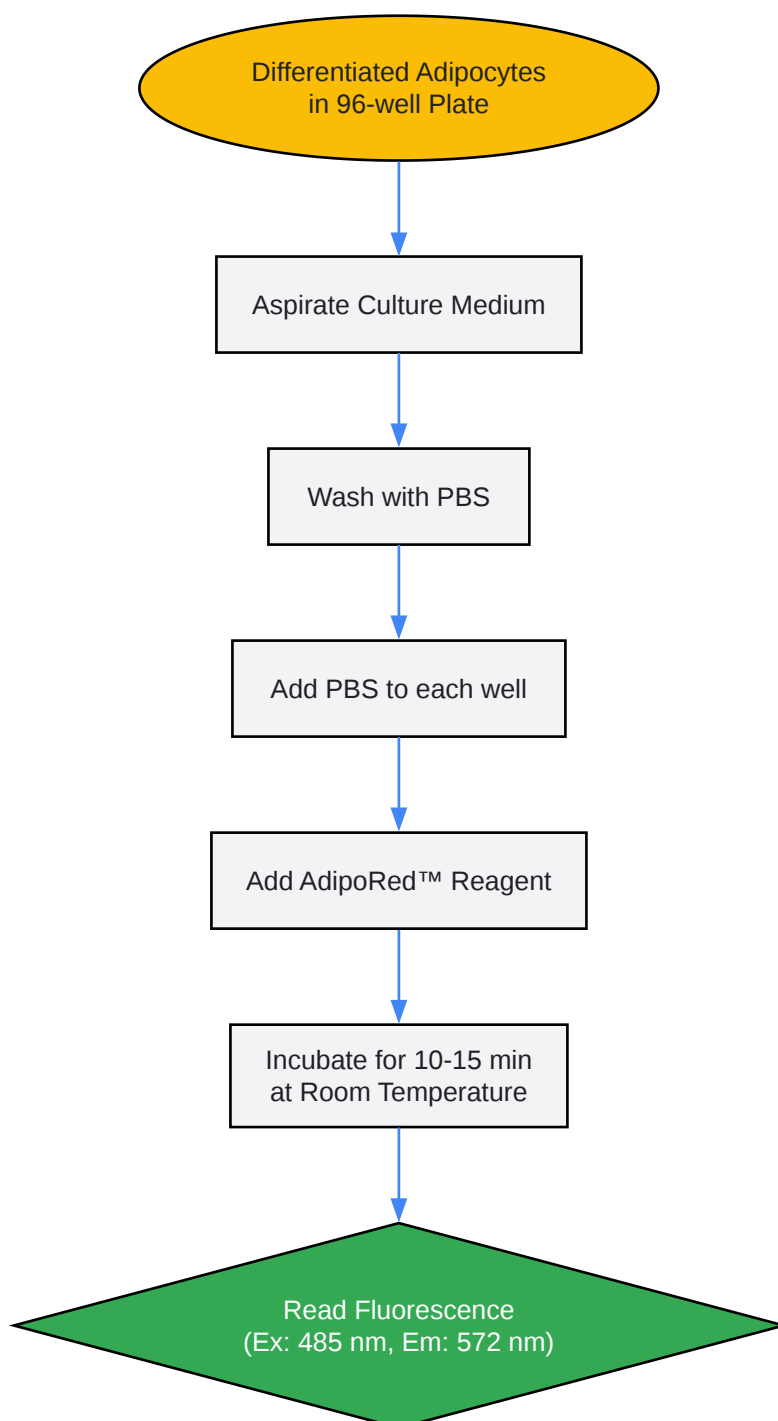 Differentiated Adipocytes
in 96-well Plate
Aspirate Culture Medium
Wash with PBS
Add PBS to each well
Add AdipoRed™ Reagent
Incubate for 10-15 min
at Room Temperature
Read Fluorescence
(Ex: 485 nm, Em: 572 nm)